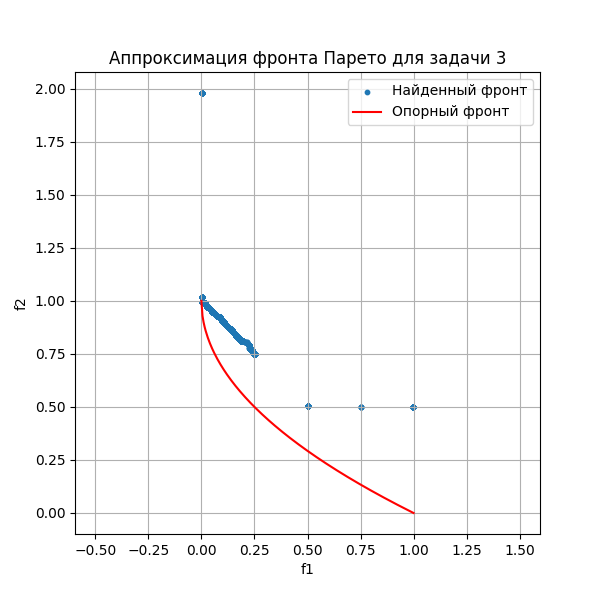 Аппроксимация фронта Парето для задачи 3
Найденный фронт
Опорный фронт
2.00
1.75
1.50
1.25
1.00
0.75
0.50
0.25
0.00
f2
−0.50 −0.25 0.00 0.25 0.50 0.75 1.00 1.25 1.50
f1